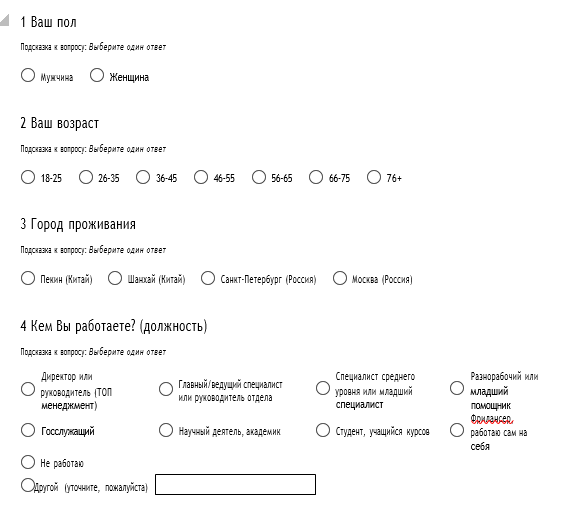 1 Ваш пол
Подсказка к вопросу: Выберите один ответ
Мужчина Женщина
2 Ваш возраст
Подсказка к вопросу: Выберите один ответ
18-25 26-35 36-45 46-55 56-65 66-75 76+
3 Город проживания
Подсказка к вопросу: Выберите один ответ
Пекин (Китай) Шанхай (Китай) Санкт-Петербург (Россия) Москва (Россия)
4 Кем Вы работаете? (должность)
Подсказка к вопросу: Выберите один ответ
Директор или
руководитель (ТОП
менеджмент)
Главный/ведущий специалист
или руководитель отдела
Специалист среднего
уровня или младший
специалист
Разнорабочий или
младший
помощник
Госслужащий
Научный деятель, академик
Студент, учащийся курсов
Фрилансер,
работаю сам на
себя
Не работаю
Другой (уточните, пожалуйста)